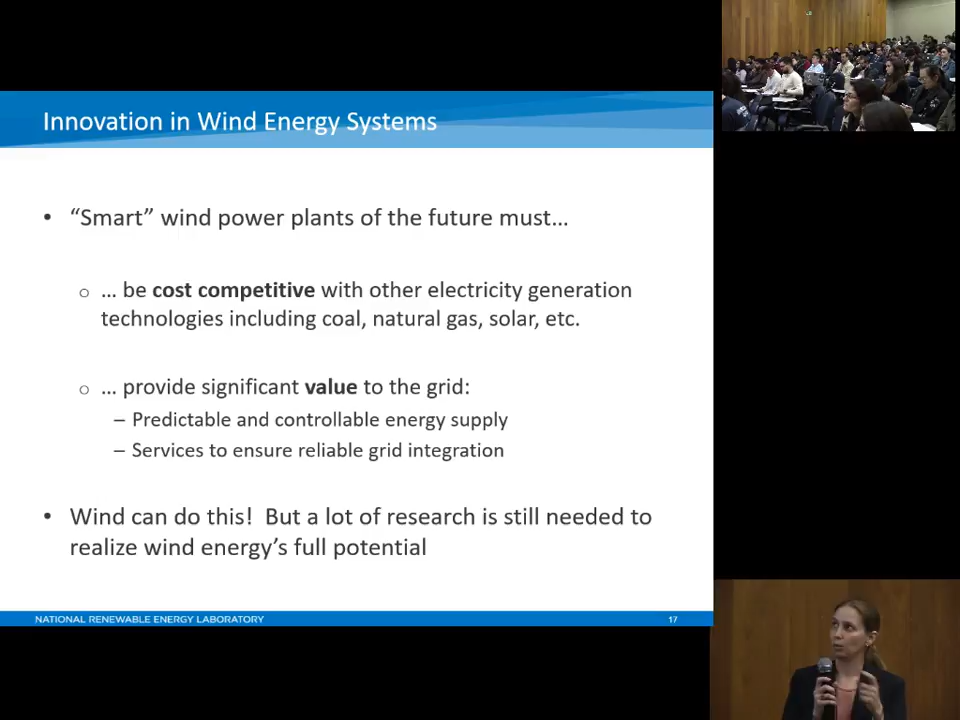 Innovation in Wind Energy Systems
• “Smart” wind power plants of the future must…
o … be cost competitive with other electricity generation
technologies including coal, natural gas, solar, etc.
o … provide significant value to the grid:
– Predictable and controllable energy supply
– Services to ensure reliable grid integration
• Wind can do this!  But a lot of research is still needed to
realize wind energy’s full potential
NATIONAL RENEWABLE ENERGY LABORATORY
17